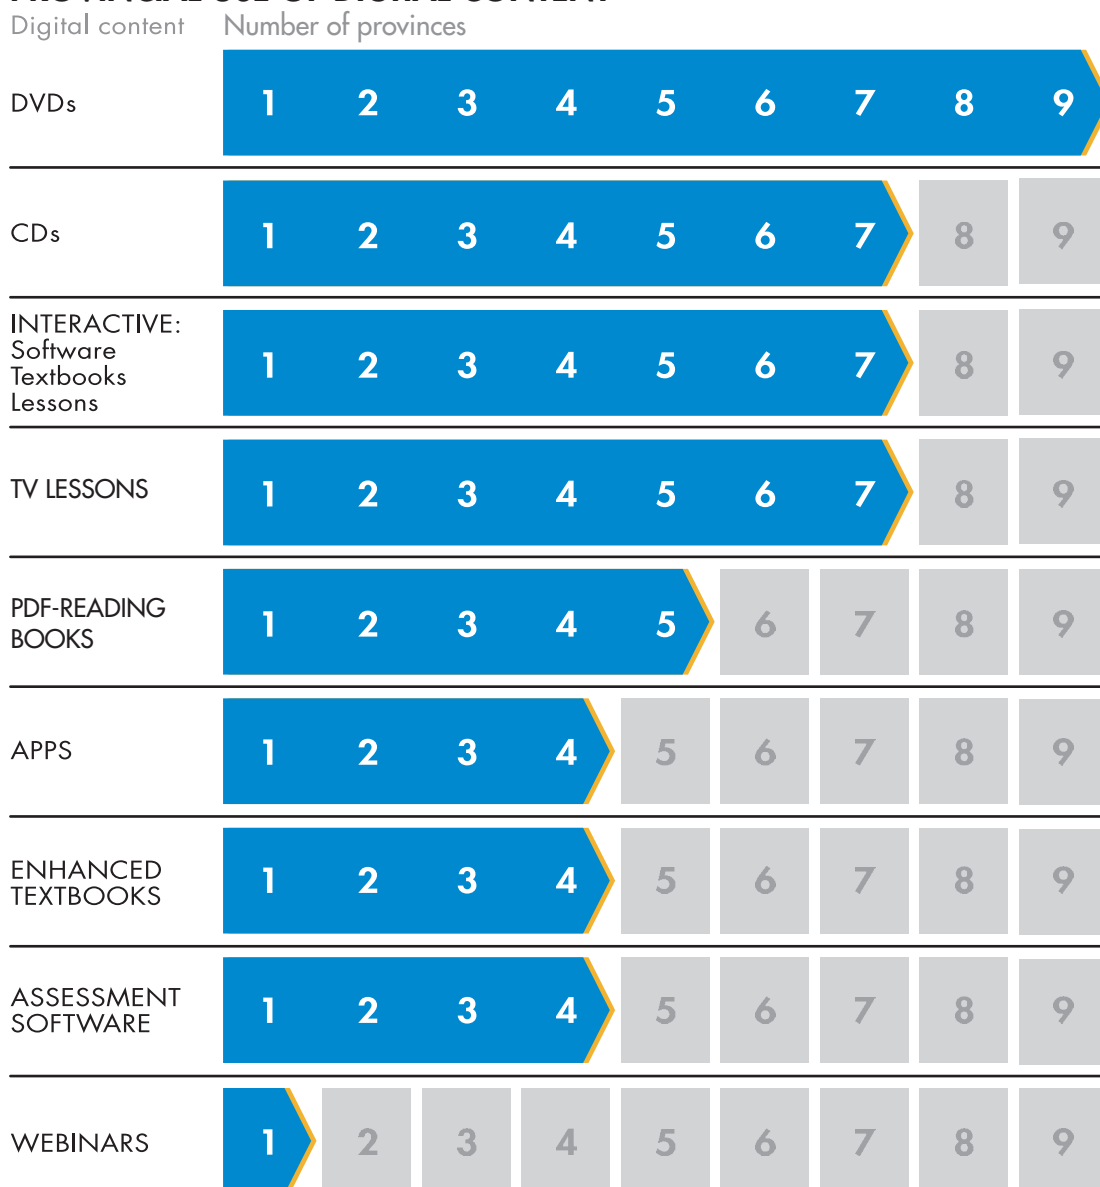 PROVINCIAL USE OF DIGITAL CONTENT
Digital content Number of provinces
DVDs 1 2 3 4 5 6 7 8 9
CDs 1 2 3 4 5 6 7 8 9
INTERACTIVE:
Software
Textbooks
Lessons
1 2 3 4 5 6 7 8 9
TV LESSONS 1 2 3 4 5 6 7 8 9
PDF-READING
BOOKS
1 2 3 4 5 6 7 8 9
APPS 1 2 3 4 5 6 7 8 9
ENHANCED
TEXTBOOKS
1 2 3 4 5 6 7 8 9
ASSESSMENT
SOFTWARE
1 2 3 4 5 6 7 8 9
WEBINARS 1 2 3 4 5 6 7 8 9